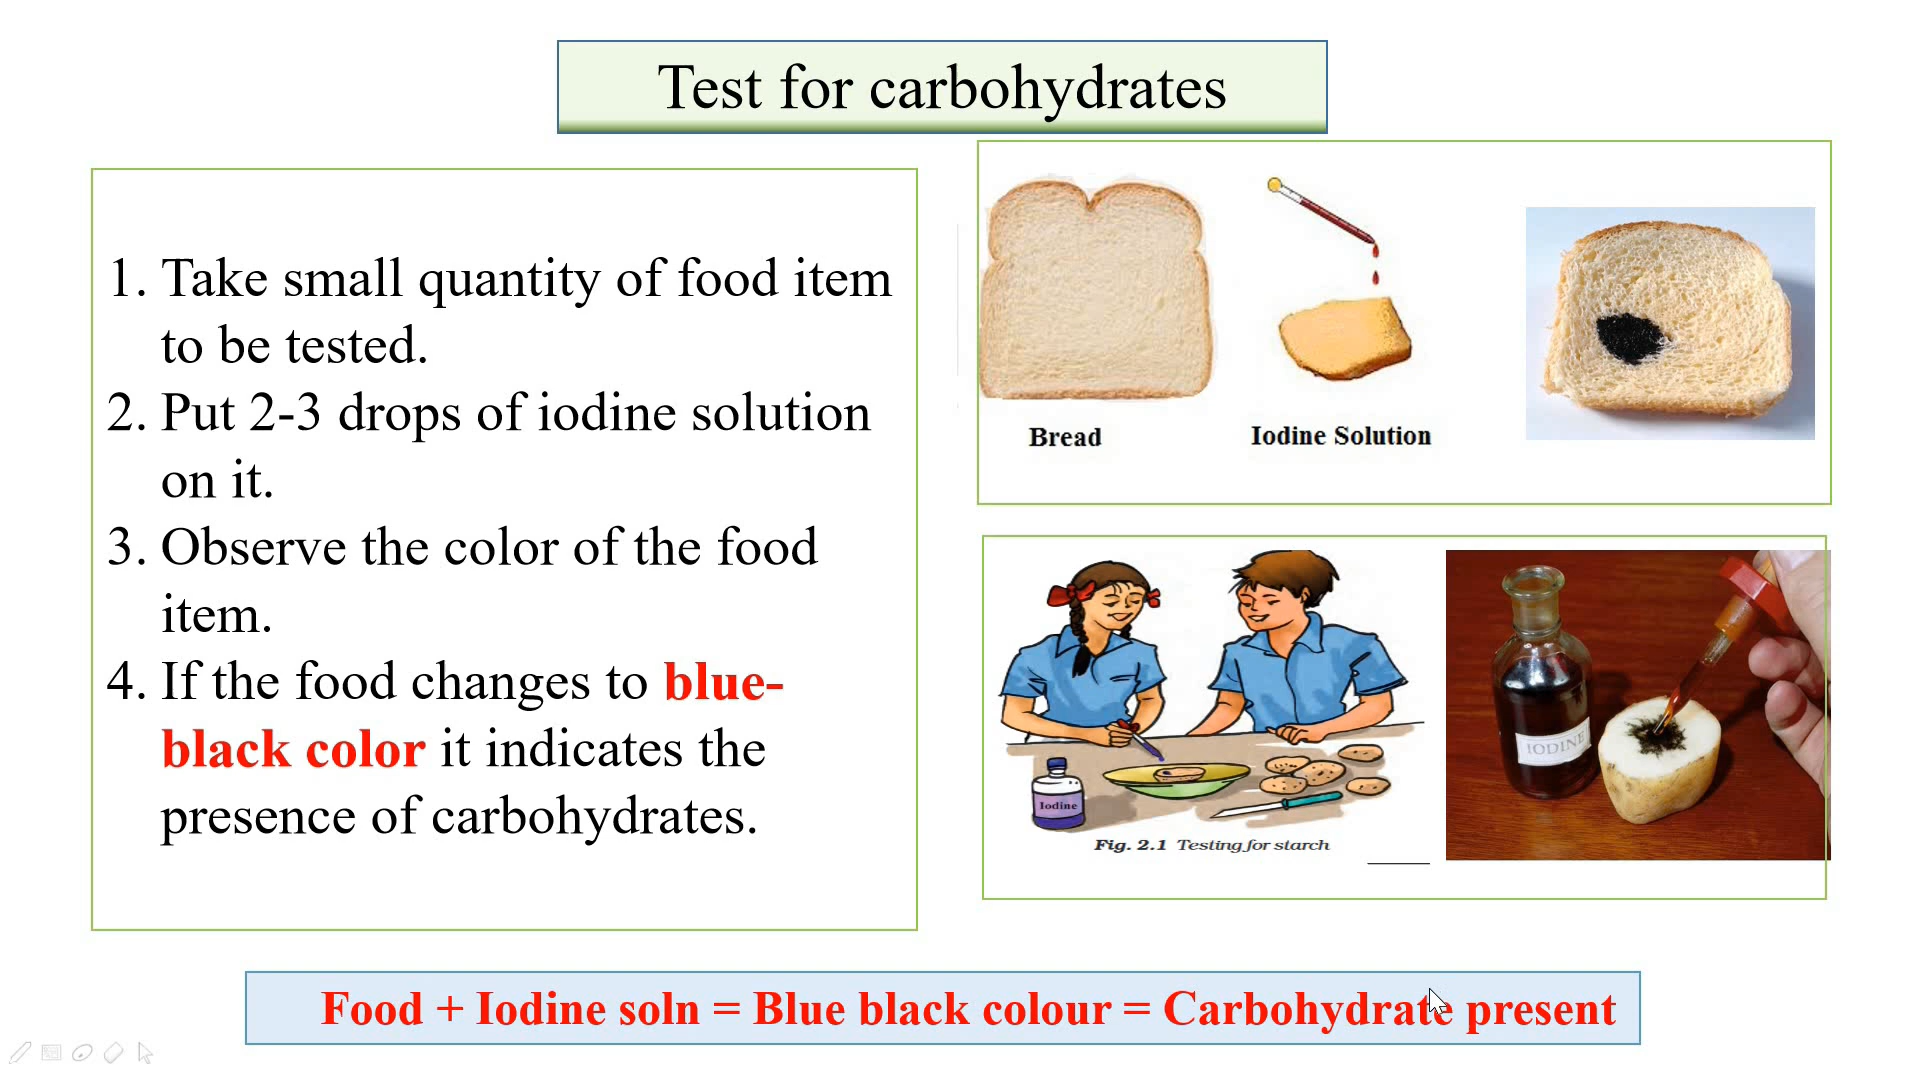 Test for carbohydrates
1. Take small quantity of food item
to be tested.
2. Put 2-3 drops of iodine solution
on it.
3. Observe the color of the food
item.
4. If the food changes to blue-
black color it indicates the
presence of carbohydrates.
Bread
Iodine Solution
Iodine
Fig. 2.1 Testing for starch
IODINE
Food + Iodine soln = Blue black colour = Carbohydrate present